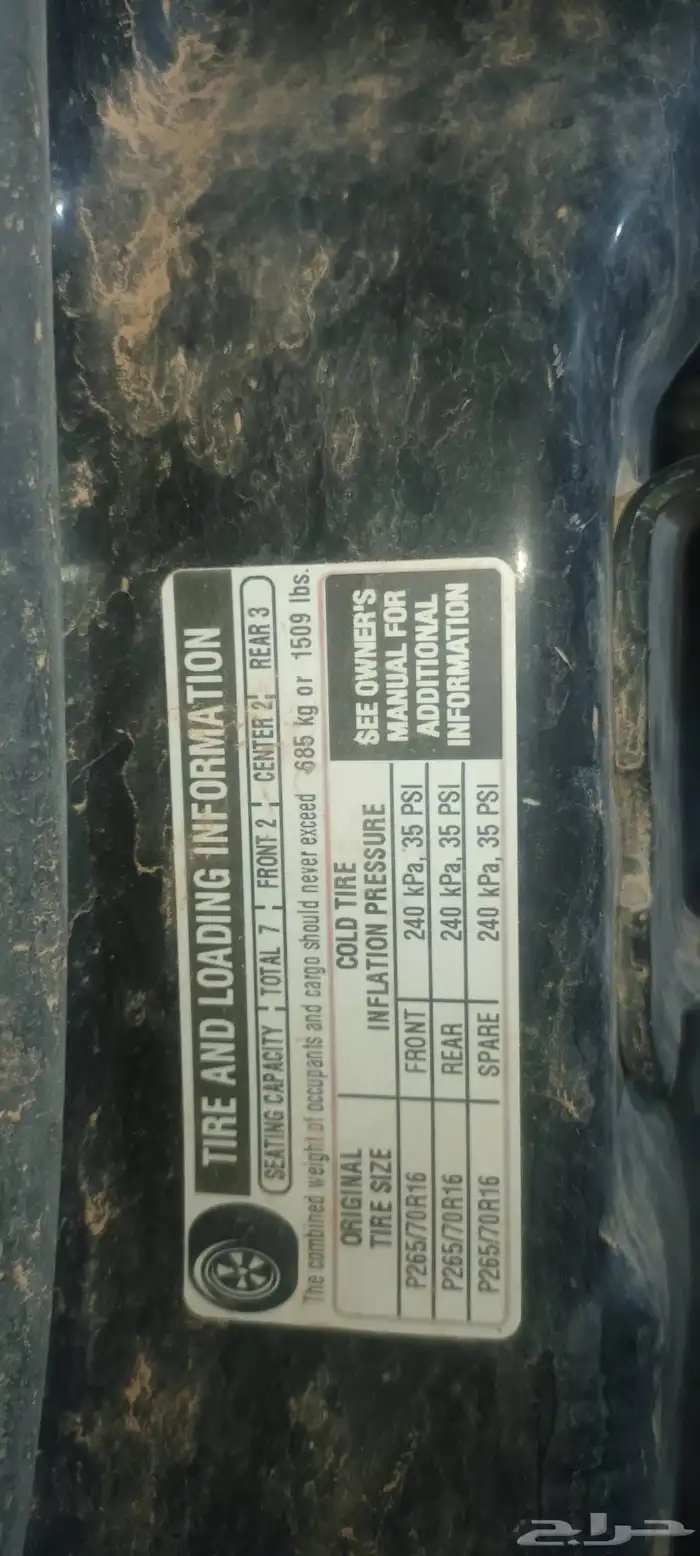 TIRE AND LOADING INFORMATION
SEATING CAPACITY TOTAL 7 FRONT 2 CENTER 2 REAR 3
The combined weight of occupants and cargo should never exceed 685 kg or 1509 lbs.
ORIGINAL TIRE SIZE
COLD TIRE INFLATION PRESSURE
P265/70R16 FRONT 240 kPa, 35 PSI
P265/70R16 REAR 240 kPa, 35 PSI
P265/70R16 SPARE 240 kPa, 35 PSI
SEE OWNER'S
MANUAL FOR
ADDITIONAL
INFORMATION
حراج